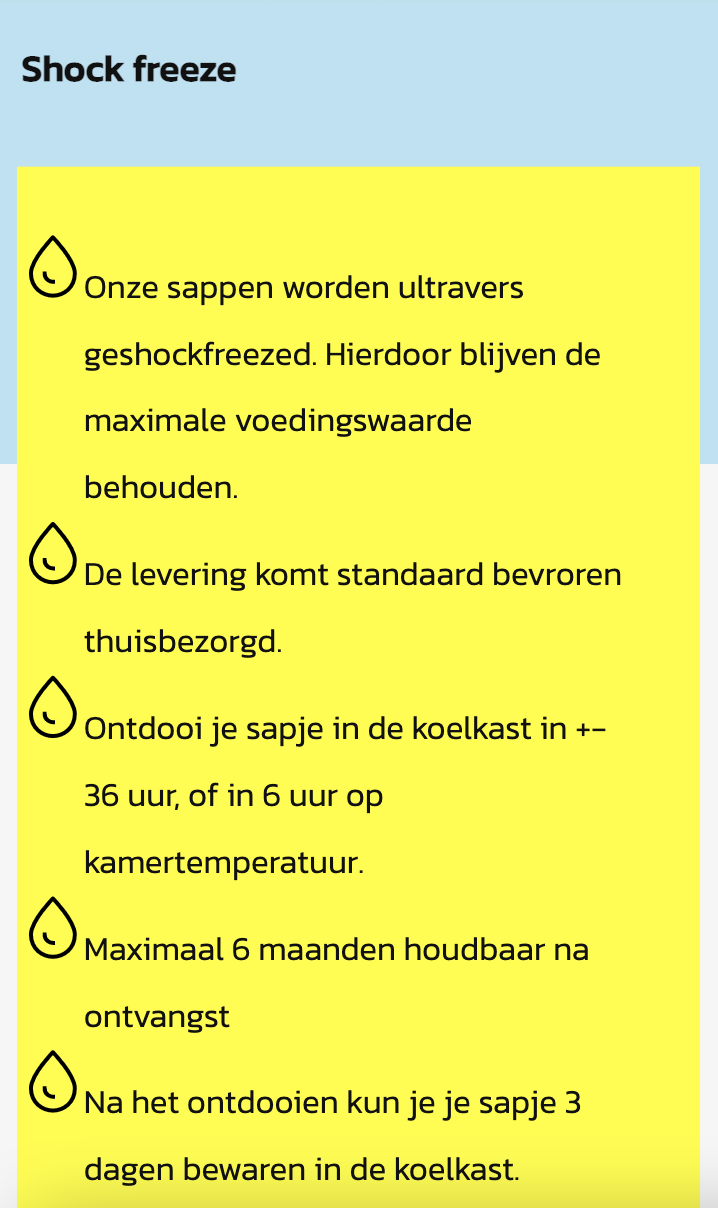 Shock freeze
Onze sappen worden ultravers
geshockfreezed. Hierdoor blijven de
maximale voedingswaarde
behouden.
De levering komt standaard bevroren
thuisbezorgd.
Ontdooi je sapje in de koelkast in +-
36 uur, of in 6 uur op
kamertemperatuur.
Maximaal 6 maanden houdbaar na
ontvangst
Na het ontdooien kun je je sapje 3
dagen bewaren in de koelkast.